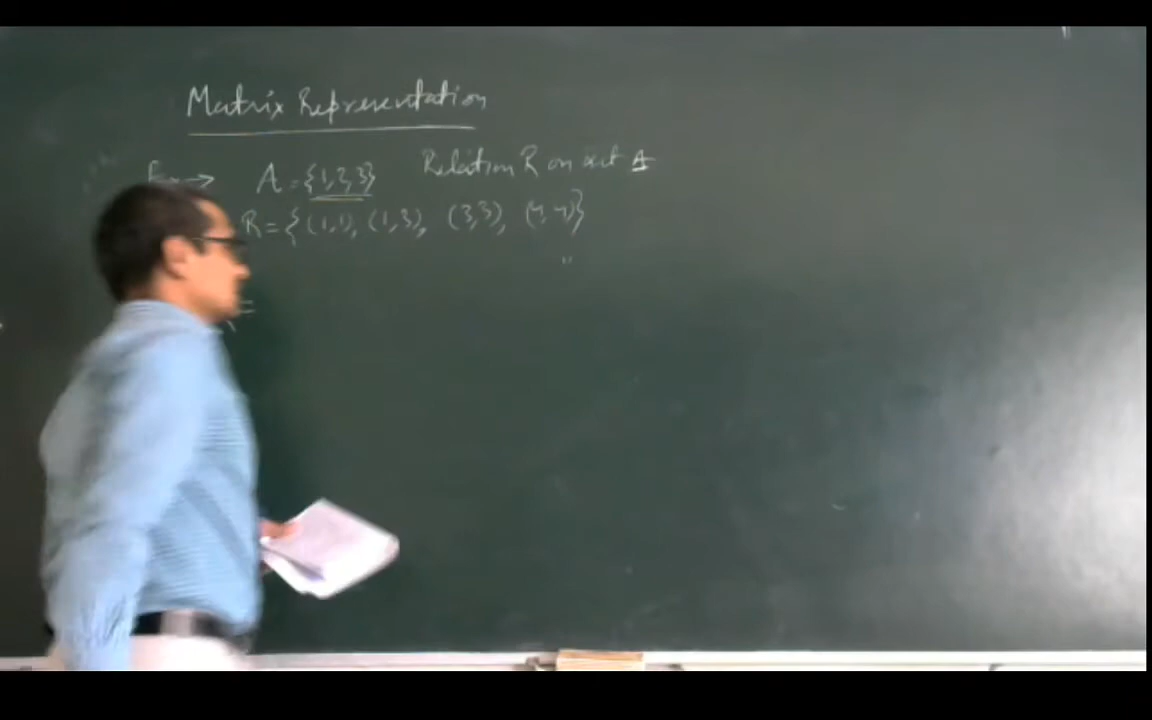 Matrix Representation
A = {1,2,3} Relation R on set A
R = {(1,1), (1,3), (3,3), (4,4)}
=